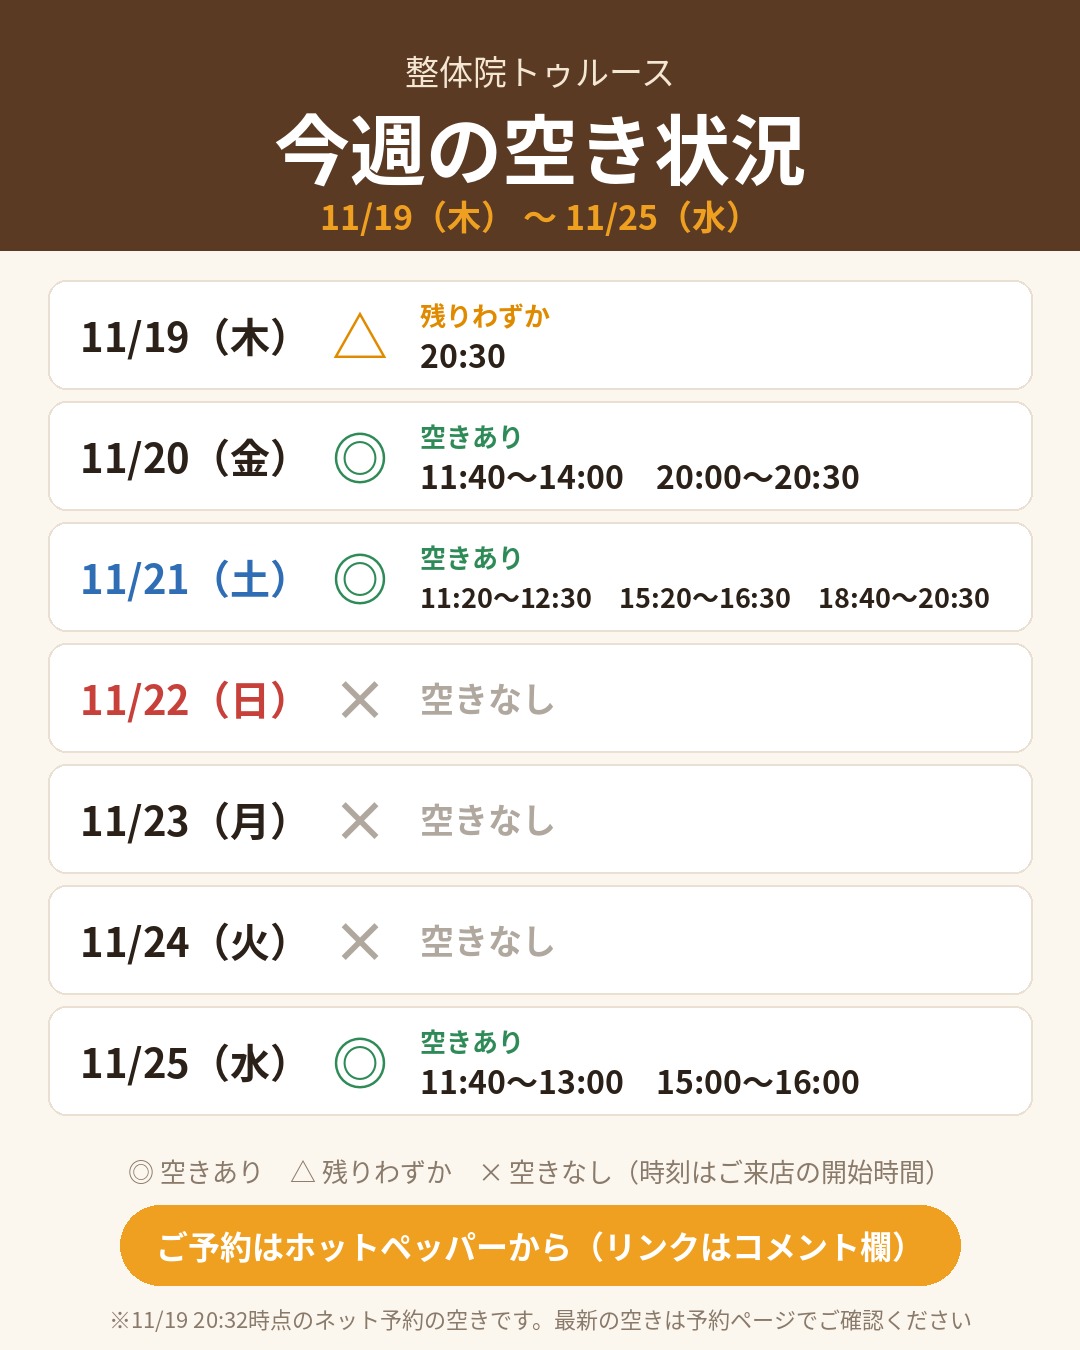 整体院トゥルース
今週の空き状況
11/19（木） ～ 11/25（水）
11/19（木） △ 残りわずか
20:30
11/20（金） ◎ 空きあり
11:40～14:00　20:00～20:30
11/21（土） ◎ 空きあり
11:20～12:30　15:20～16:30　18:40～20:30
11/22（日） × 空きなし
11/23（月） × 空きなし
11/24（火） × 空きなし
11/25（水） ◎ 空きあり
11:40～13:00　15:00～16:00
◎ 空きあり　△ 残りわずか　× 空きなし（時刻はご来店の開始時間）
ご予約はホットペッパーから（リンクはコメント欄）
※11/19 20:32時点のネット予約の空きです。最新の空きは予約ページでご確認ください